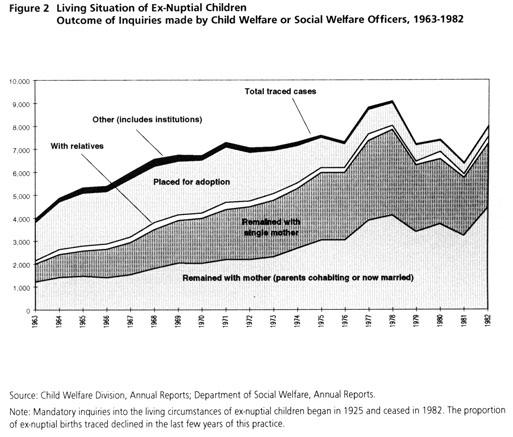 Figure 2 Living Situation of Ex-Nuptial Children
Outcome of Inquiries made by Child Welfare or Social Welfare Officers, 1963-1982
10.000
9.000
8,000
7,000
6,000
5,000
4,000
3,000
2,000
1,000
0
Total traced cases
Other (includes institutions)
With relatives
Placed for adoption
Remained with
single mother
Remained with mother (parents cohabiting or now married)
1963
1964
1965
1966
1967
1968
1969
1970
1971
1972
1973
1974
1975
1976
1977
1978
1979
1980
1981
1982
Source: Child Welfare Division, Annual Reports; Department of Social Welfare, Annual Reports.
Note: Mandatory inquiries into the living circumstances of ex-nuptial children began in 1925 and ceased in 1982. The proportion
of ex-nuptial births traced declined in the last few years of this practice.